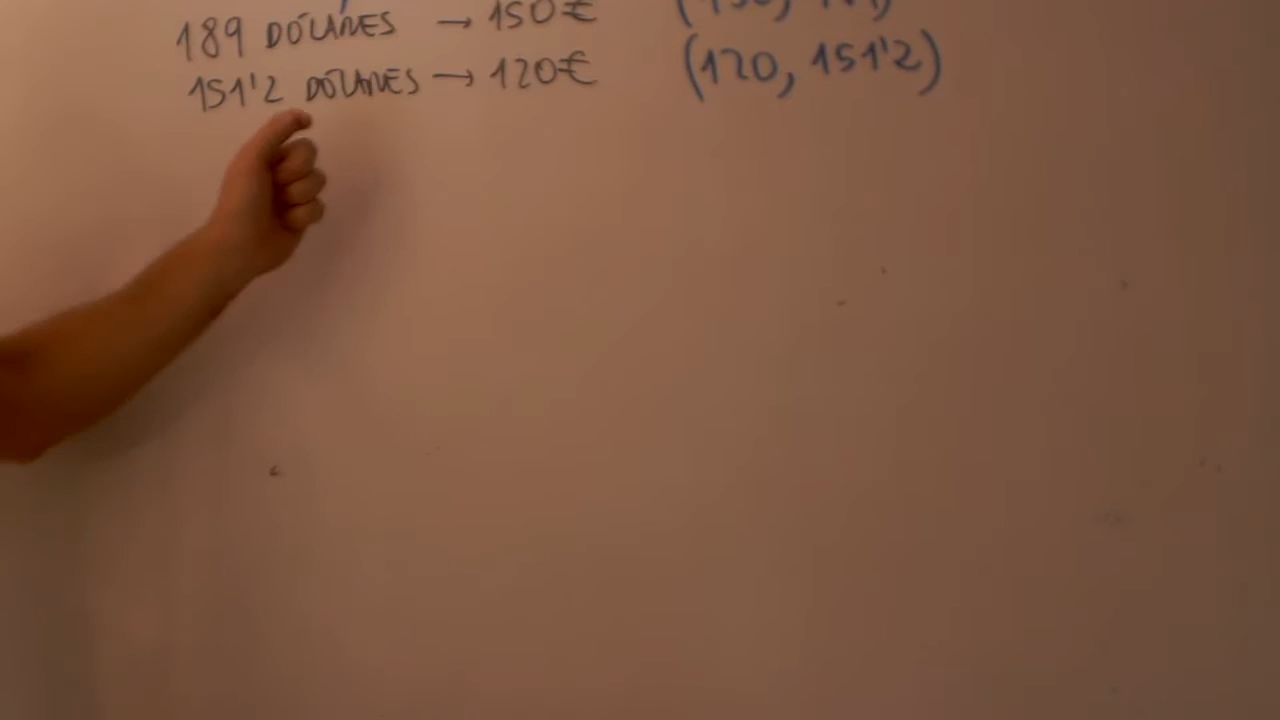 189 DÓLARES → 150€
151'2 DÓLARES → 120€ (120, 151'2)